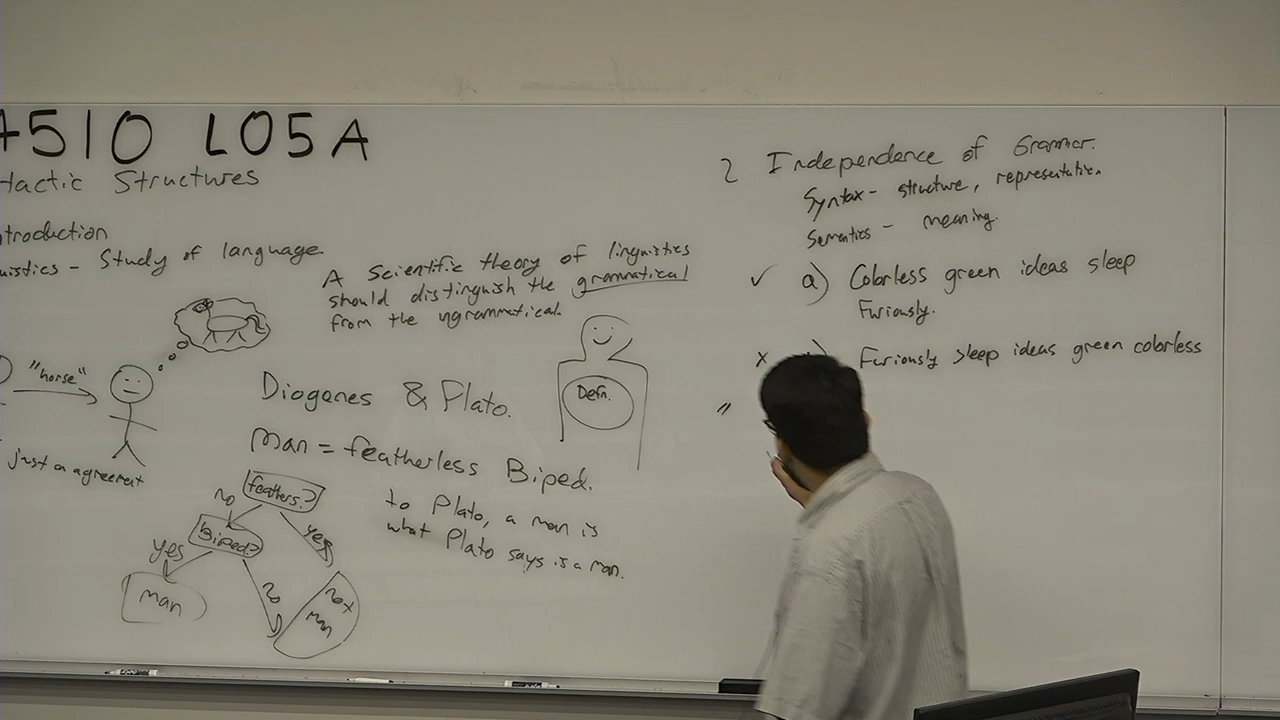 4510 L05A
tactic Structures
ntroduction
uistics - Study of language
A Scientific theory of linguistics
should distinguish the grammatical
from the ungrammatical.
"horse"
just an agreement
Diogenes & Plato.
man = featherless Biped.
to Plato, a man is
what Plato says is a man.
feathers?
no
yes
Biped?
yes
no
man
not
man
Defn.
2 Independence of Grammar.
Syntax - structure, representation
Semantics - meaning.
✓ a) Colorless green ideas sleep
Furiously.
x ) Furiously sleep ideas green colorless
"